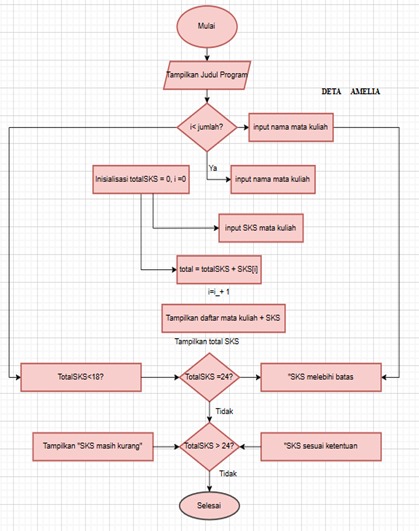 Mulai
Tampilkan Judul Program
DETA AMELIA
i< jumlah?
input nama mata kuliah
Ya
Inisialisasi totalSKS = 0, i =0
input nama mata kuliah
input SKS mata kuliah
total = totalSKS + SKS[i]
i=i_+ 1
Tampilkan daftar mata kuliah + SKS
Tampilkan total SKS
TotalSKS<18?
TotalSKS =24?
"SKS melebihi batas
Tidak
Tampilkan "SKS masih kurang"
TotalSKS > 24?
"SKS sesuai ketentuan
Tidak
Selesai